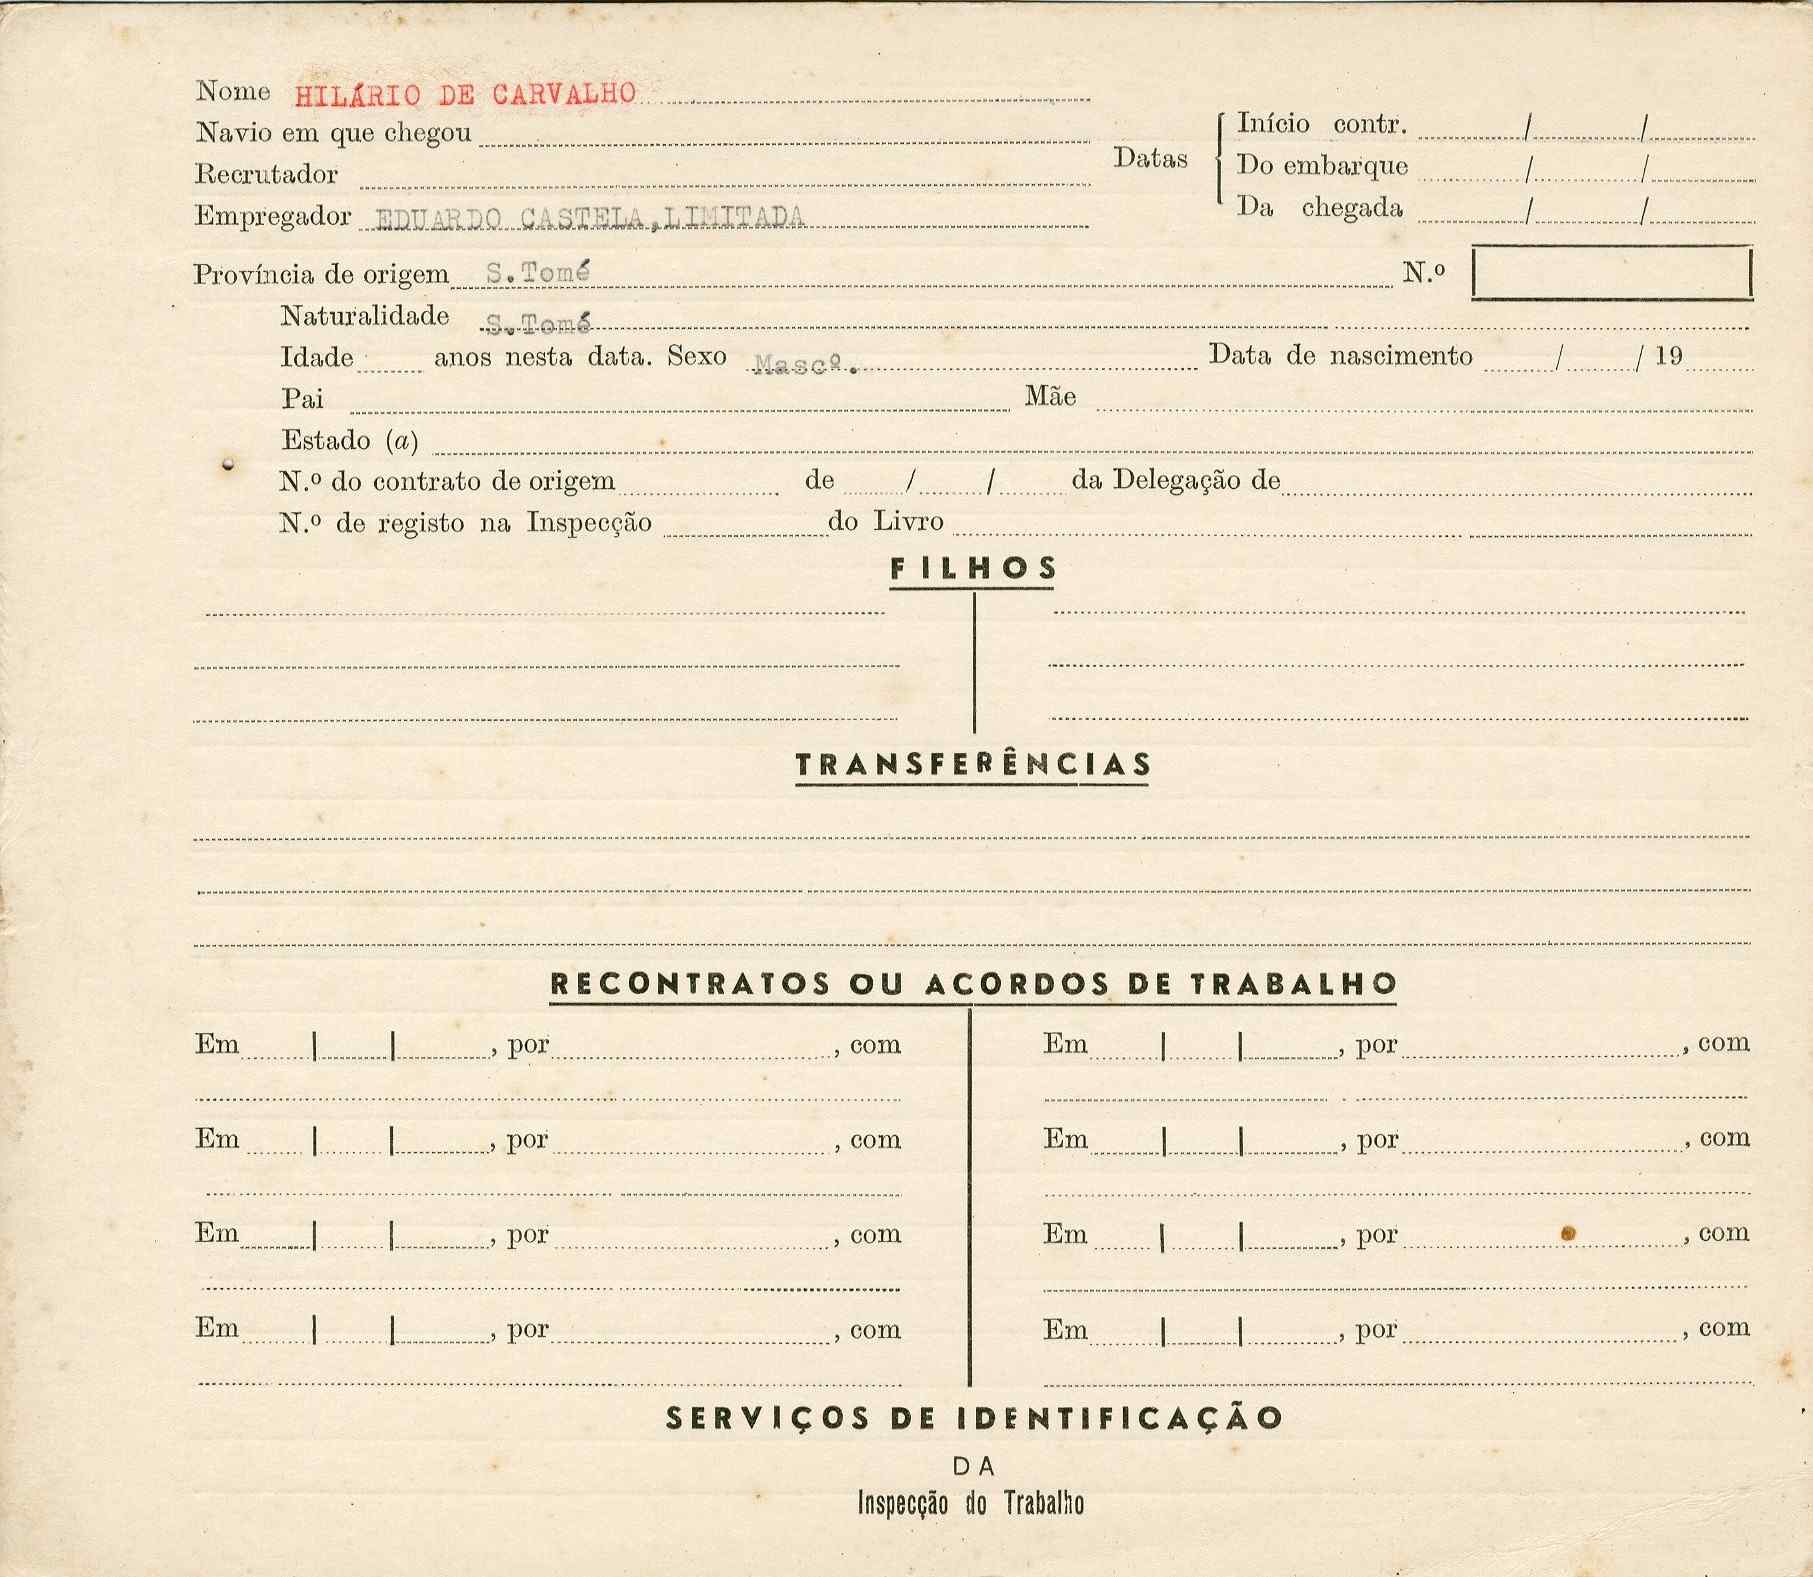 Nome HILÁRIO DE CARVALHO
Navio em que chegou
Recrutador
Empregador EDUARDO CASTELA,LIMITADA
Datas
Início contr. / /
Do embarque / /
Da chegada / /
Província de origem S.Tomé N.º
Naturalidade S.Tomé
Idade anos nesta data. Sexo Mascº. Data de nascimento / / 19
Pai Mãe
Estado (a)
N.º do contrato de origem de / / da Delegação de
N.º de registo na Inspecção do Livro
FILHOS
TRANSFERÊNCIAS
RECONTRATOS OU ACORDOS DE TRABALHO
Em | | , por , com Em | | , por , com
Em | | , por , com Em | | , por , com
Em | | , por , com Em | | , por , com
Em | | , por , com Em | | , por , com
SERVIÇOS DE IDENTIFICAÇÃO
DA
Inspecção do Trabalho